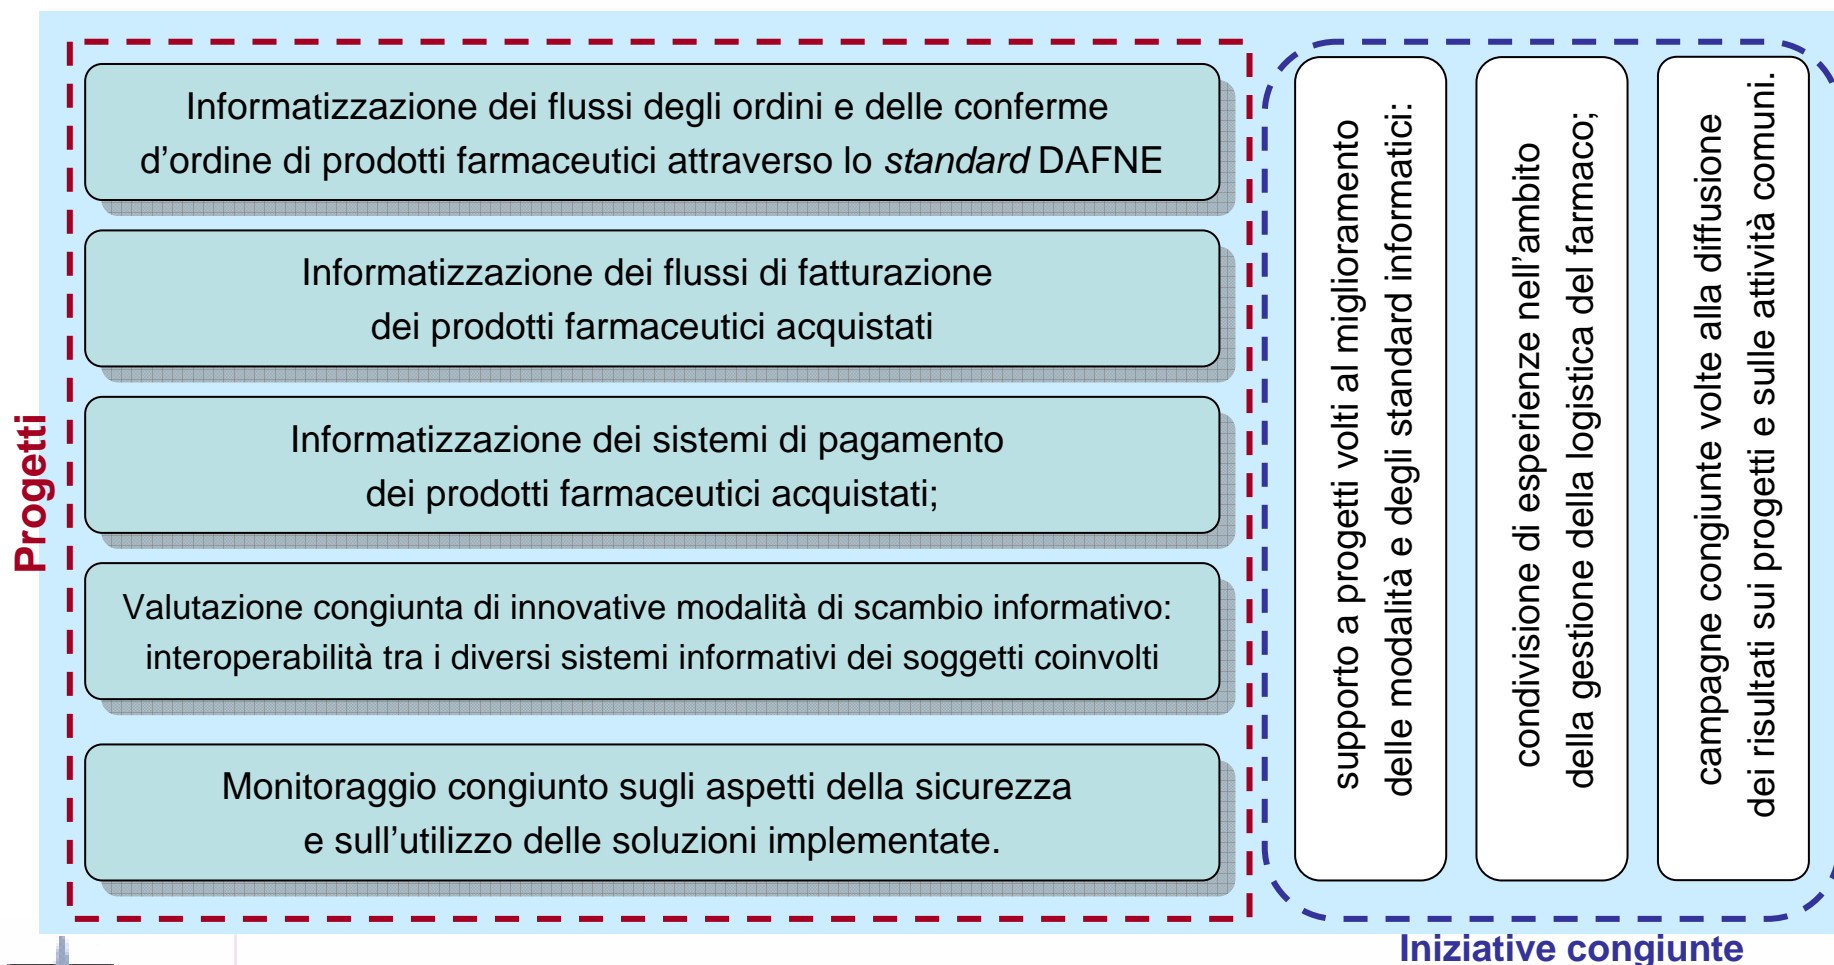 Progetti
Informatizzazione dei flussi degli ordini e delle conferme
d’ordine di prodotti farmaceutici attraverso lo standard DAFNE
Informatizzazione dei flussi di fatturazione
dei prodotti farmaceutici acquistati
Informatizzazione dei sistemi di pagamento
dei prodotti farmaceutici acquistati;
Valutazione congiunta di innovative modalità di scambio informativo:
interoperabilità tra i diversi sistemi informativi dei soggetti coinvolti
Monitoraggio congiunto sugli aspetti della sicurezza
e sull’utilizzo delle soluzioni implementate.
supporto a progetti volti al miglioramento
delle modalità e degli standard informatici:
condivisione di esperienze nell’ambito
della gestione della logistica del farmaco;
campagne congiunte volte alla diffusione
dei risultati sui progetti e sulle attività comuni.
Iniziative congiunte